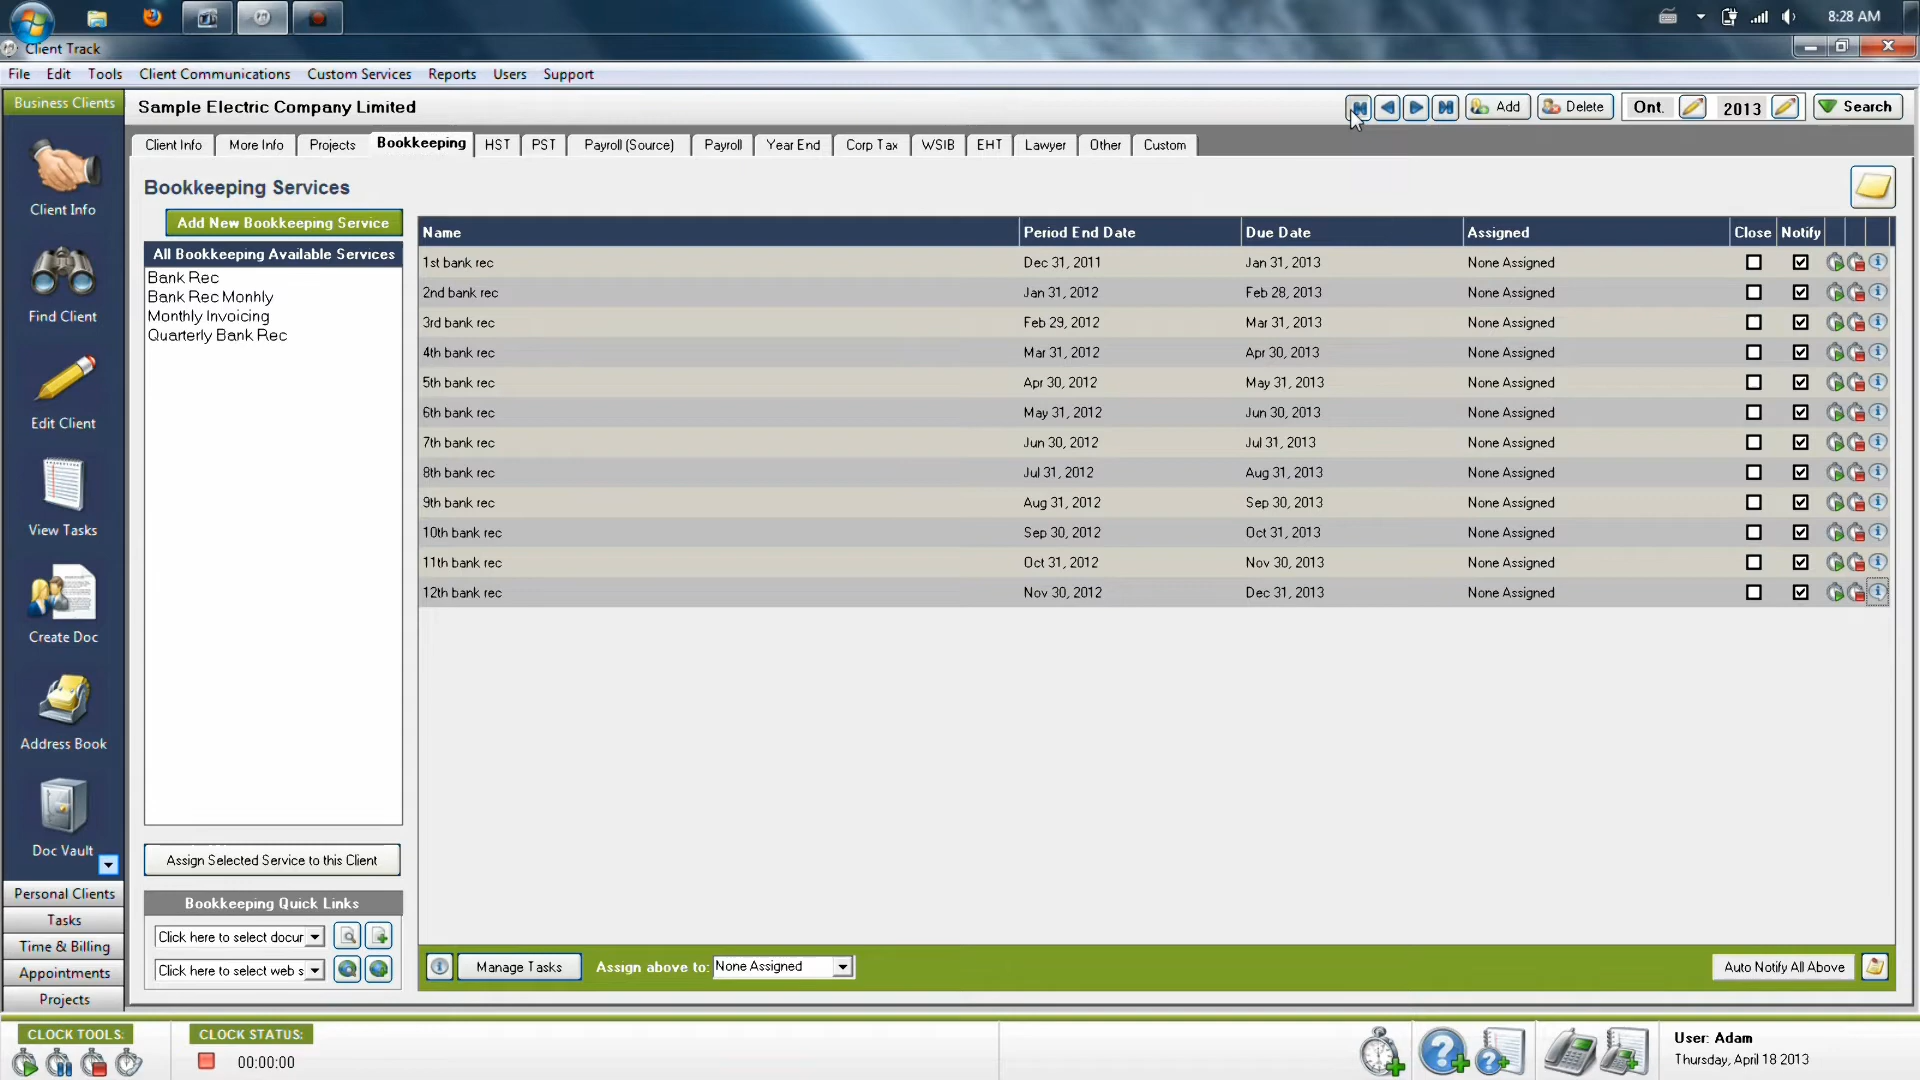 8:28 AM
Client Track
File Edit Tools Client Communications Custom Services Reports Users Support
Business Clients
Sample Electric Company Limited
Add Delete Ont. 2013 Search
Client Info More Info Projects Bookkeeping HST PST Payroll (Source) Payroll Year End Corp Tax WSIB EHT Lawyer Other Custom
Bookkeeping Services
Add New Bookkeeping Service
All Bookkeeping Available Services
Bank Rec
Bank Rec Monhly
Monthly Invoicing
Quarterly Bank Rec
Name Period End Date Due Date Assigned Close Notify
1st bank rec Dec 31, 2011 Jan 31, 2013 None Assigned
2nd bank rec Jan 31, 2012 Feb 28, 2013 None Assigned
3rd bank rec Feb 29, 2012 Mar 31, 2013 None Assigned
4th bank rec Mar 31, 2012 Apr 30, 2013 None Assigned
5th bank rec Apr 30, 2012 May 31, 2013 None Assigned
6th bank rec May 31, 2012 Jun 30, 2013 None Assigned
7th bank rec Jun 30, 2012 Jul 31, 2013 None Assigned
8th bank rec Jul 31, 2012 Aug 31, 2013 None Assigned
9th bank rec Aug 31, 2012 Sep 30, 2013 None Assigned
10th bank rec Sep 30, 2012 Oct 31, 2013 None Assigned
11th bank rec Oct 31, 2012 Nov 30, 2013 None Assigned
12th bank rec Nov 30, 2012 Dec 31, 2013 None Assigned
Client Info
Find Client
Edit Client
View Tasks
Create Doc
Address Book
Doc Vault
Personal Clients
Tasks
Time & Billing
Appointments
Projects
Assign Selected Service to this Client
Bookkeeping Quick Links
Click here to select docur
Click here to select web s
Manage Tasks Assign above to: None Assigned Auto Notify All Above
CLOCK TOOLS: CLOCK STATUS:
00:00:00
User: Adam
Thursday, April 18 2013